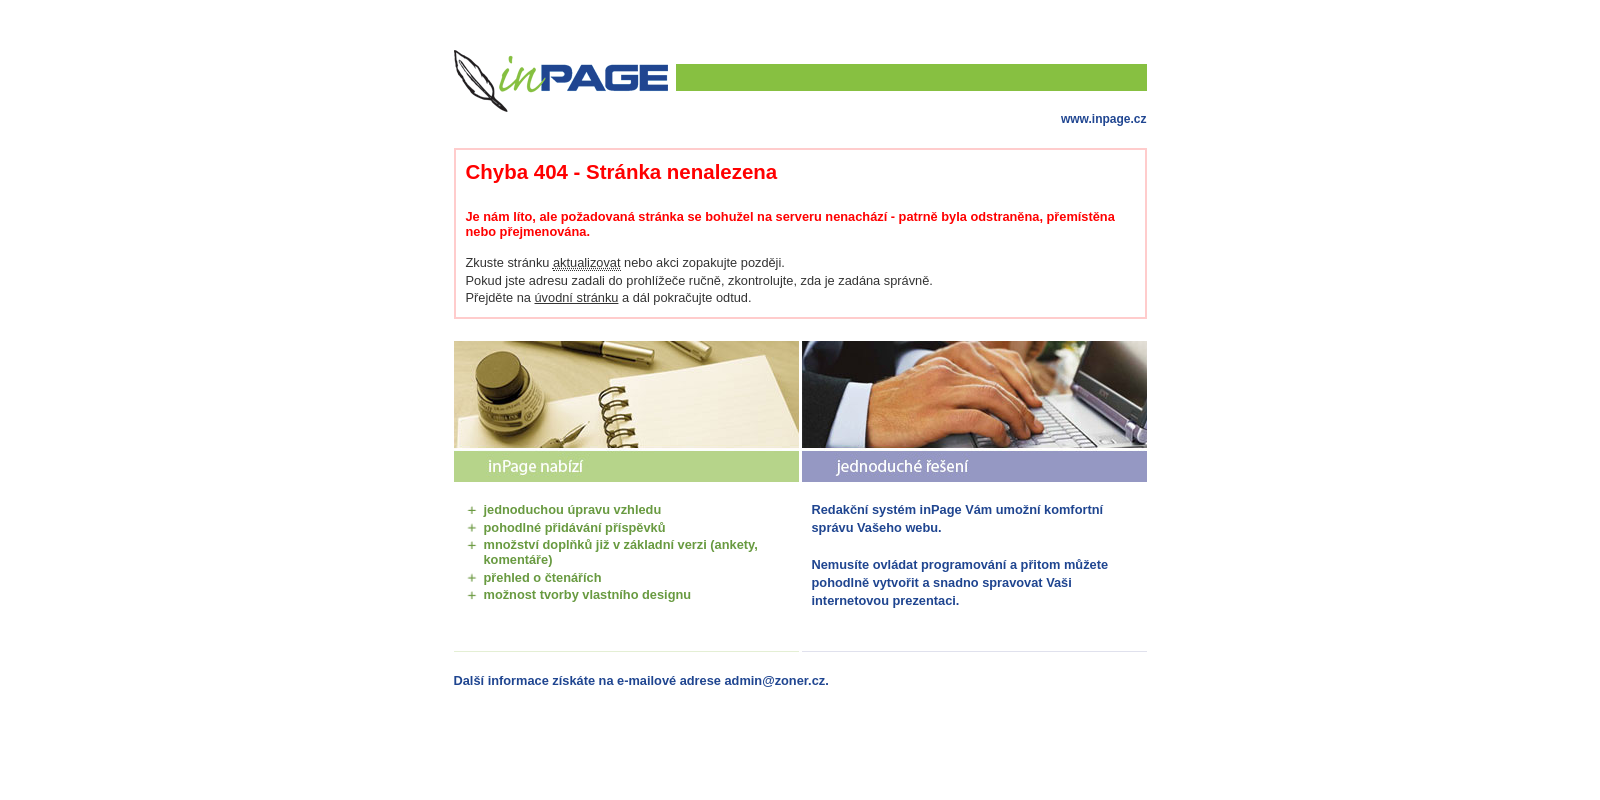 inPAGE
www.inpage.cz
Chyba 404 - Stránka nenalezena
Je nám líto, ale požadovaná stránka se bohužel na serveru nenachází - patrně byla odstraněna, přemístěna
nebo přejmenována.
Zkuste stránku aktualizovat nebo akci zopakujte později.
Pokud jste adresu zadali do prohlížeče ručně, zkontrolujte, zda je zadána správně.
Přejděte na úvodní stránku a dál pokračujte odtud.
inPage nabízí
+ jednoduchou úpravu vzhledu
+ pohodlné přidávání příspěvků
+ množství doplňků již v základní verzi (ankety,
komentáře)
+ přehled o čtenářích
+ možnost tvorby vlastního designu
jednoduché řešení
Redakční systém inPage Vám umožní komfortní
správu Vašeho webu.
Nemusíte ovládat programování a přitom můžete
pohodlně vytvořit a snadno spravovat Vaši
internetovou prezentaci.
Další informace získáte na e-mailové adrese admin@zoner.cz.